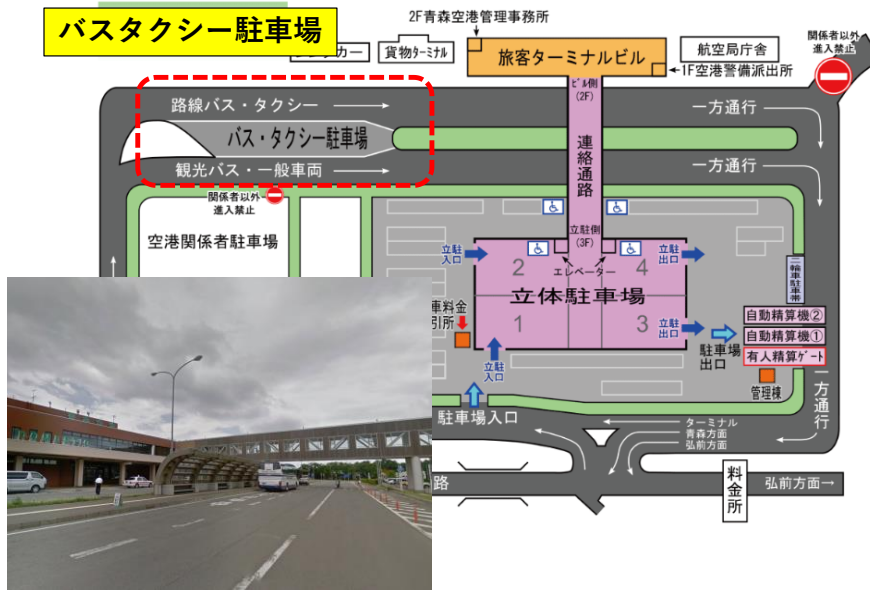 バスタクシー駐車場
2F青森空港管理事務所
カー
貨物ターミナル
旅客ターミナルビル
航空局庁舎
1F空港警備派出所
関係者以外
進入禁止
ビル側
(2F)
路線バス・タクシー
一方通行
バス・タクシー駐車場
連絡通路
観光バス・一般車両
一方通行
関係者以外
進入禁止
空港関係者駐車場
立駐側
(3F)
立駐
入口
2
エレベーター
4
立駐
出口
立体駐車場
1
3
立駐
出口
二輪車駐車帯
車料金
引所
自動精算機②
自動精算機①
有人精算ゲート
駐車場
出口
立駐
入口
管理棟
一方通行
駐車場入口
ターミナル
青森方面
弘前方面
路
料金所
弘前方面→